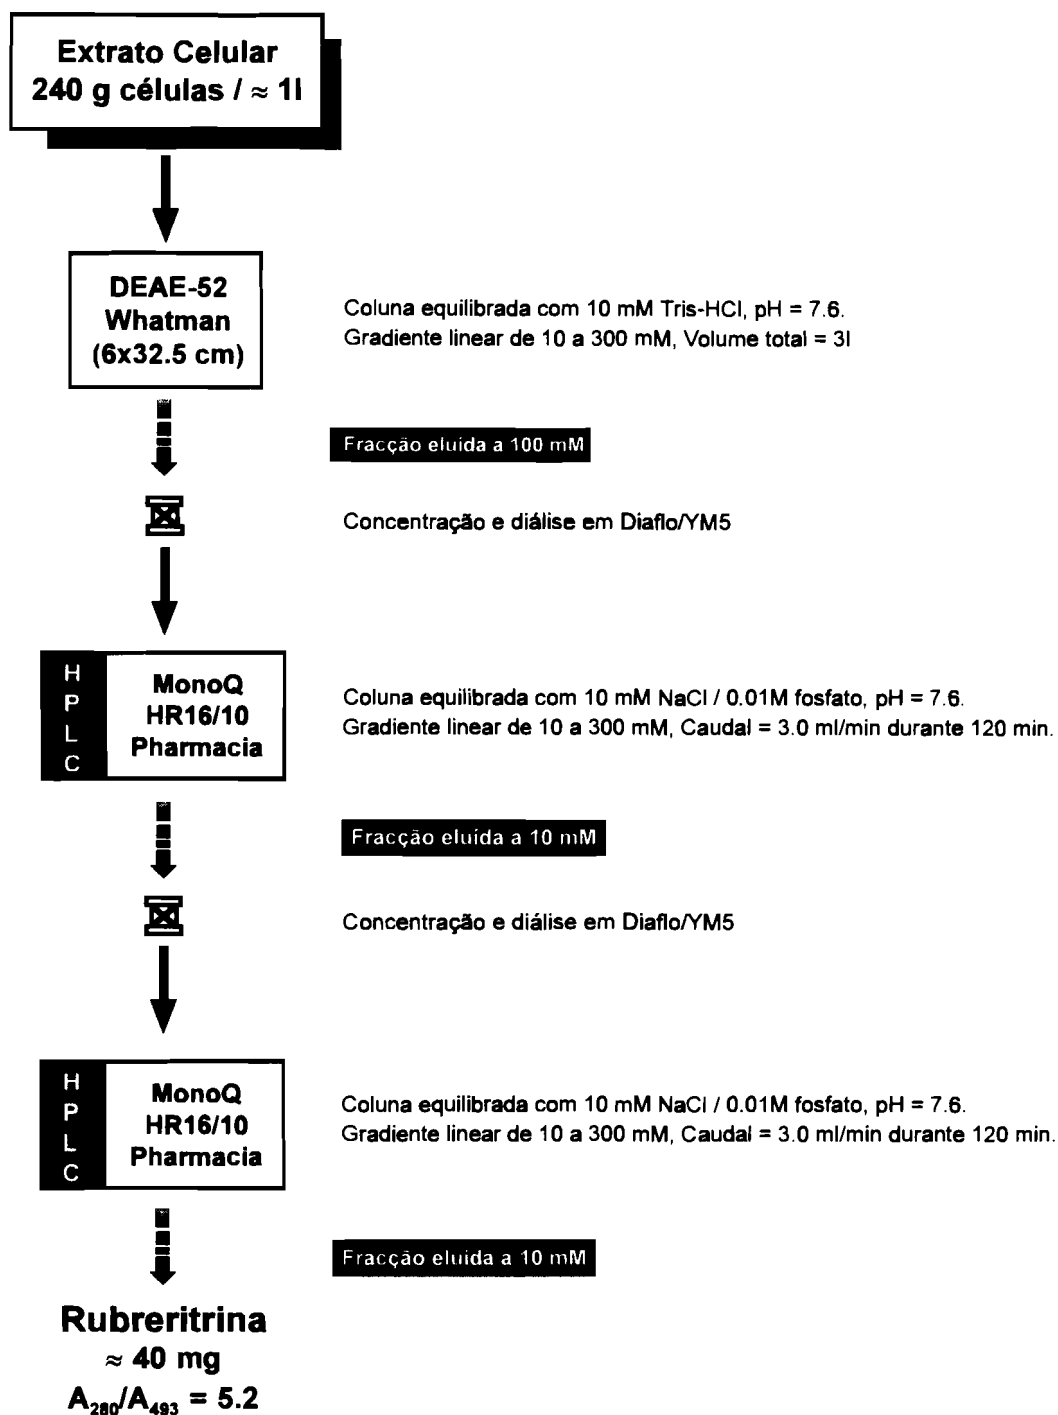 Extrato Celular
240 g células / ≈ 1l
DEAE-52
Whatman
(6x32.5 cm)
Coluna equilibrada com 10 mM Tris-HCl, pH = 7.6.
Gradiente linear de 10 a 300 mM, Volume total = 3l
Fracção eluída a 100 mM
Concentração e diálise em Diaflo/YM5
HPLC
MonoQ
HR16/10
Pharmacia
Coluna equilibrada com 10 mM NaCl / 0.01M fosfato, pH = 7.6.
Gradiente linear de 10 a 300 mM, Caudal = 3.0 ml/min durante 120 min.
Fracção eluída a 10 mM
Concentração e diálise em Diaflo/YM5
HPLC
MonoQ
HR16/10
Pharmacia
Coluna equilibrada com 10 mM NaCl / 0.01M fosfato, pH = 7.6.
Gradiente linear de 10 a 300 mM, Caudal = 3.0 ml/min durante 120 min.
Fracção eluída a 10 mM
Rubreritrina
≈ 40 mg
A₂₈₀/A₄₉₃ = 5.2